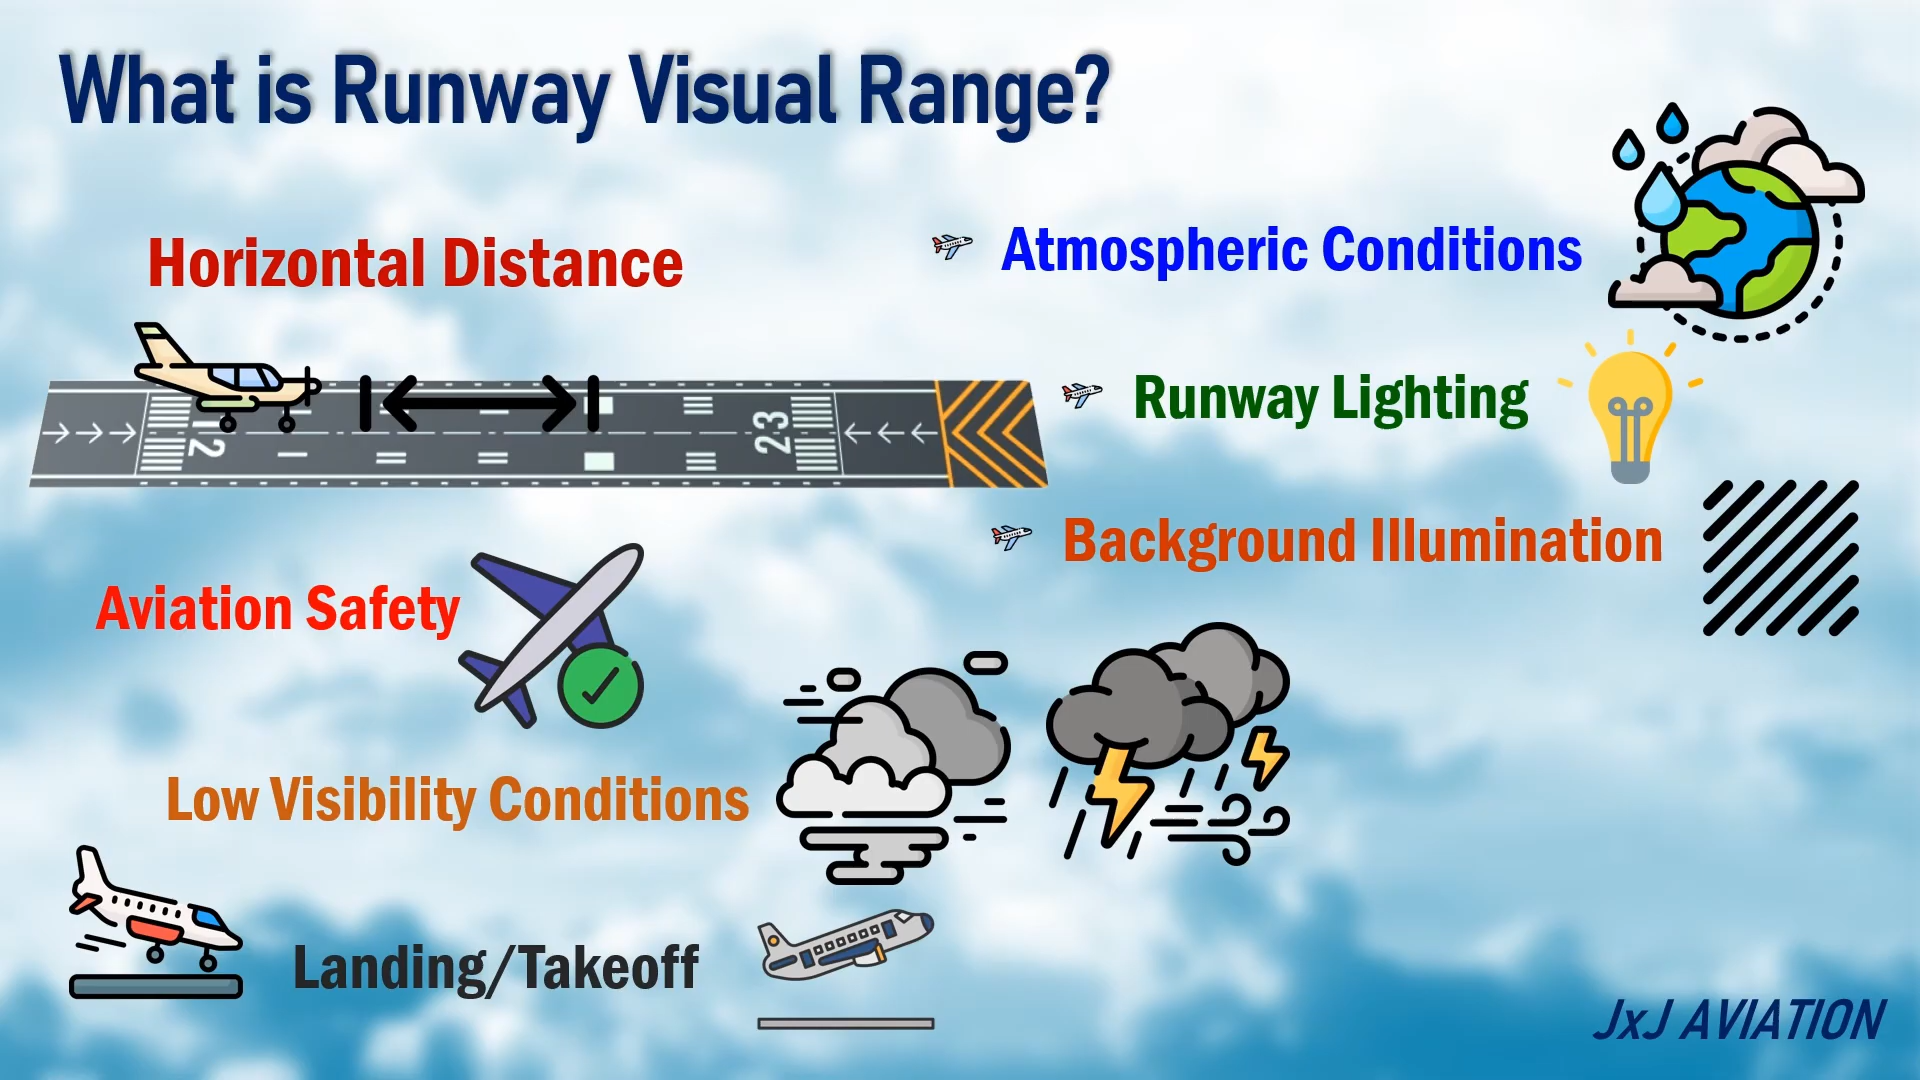 What is Runway Visual Range?
Horizontal Distance
12
23
Atmospheric Conditions
Runway Lighting
Background Illumination
Aviation Safety
Low Visibility Conditions
Landing/Takeoff
JxJ AVIATION